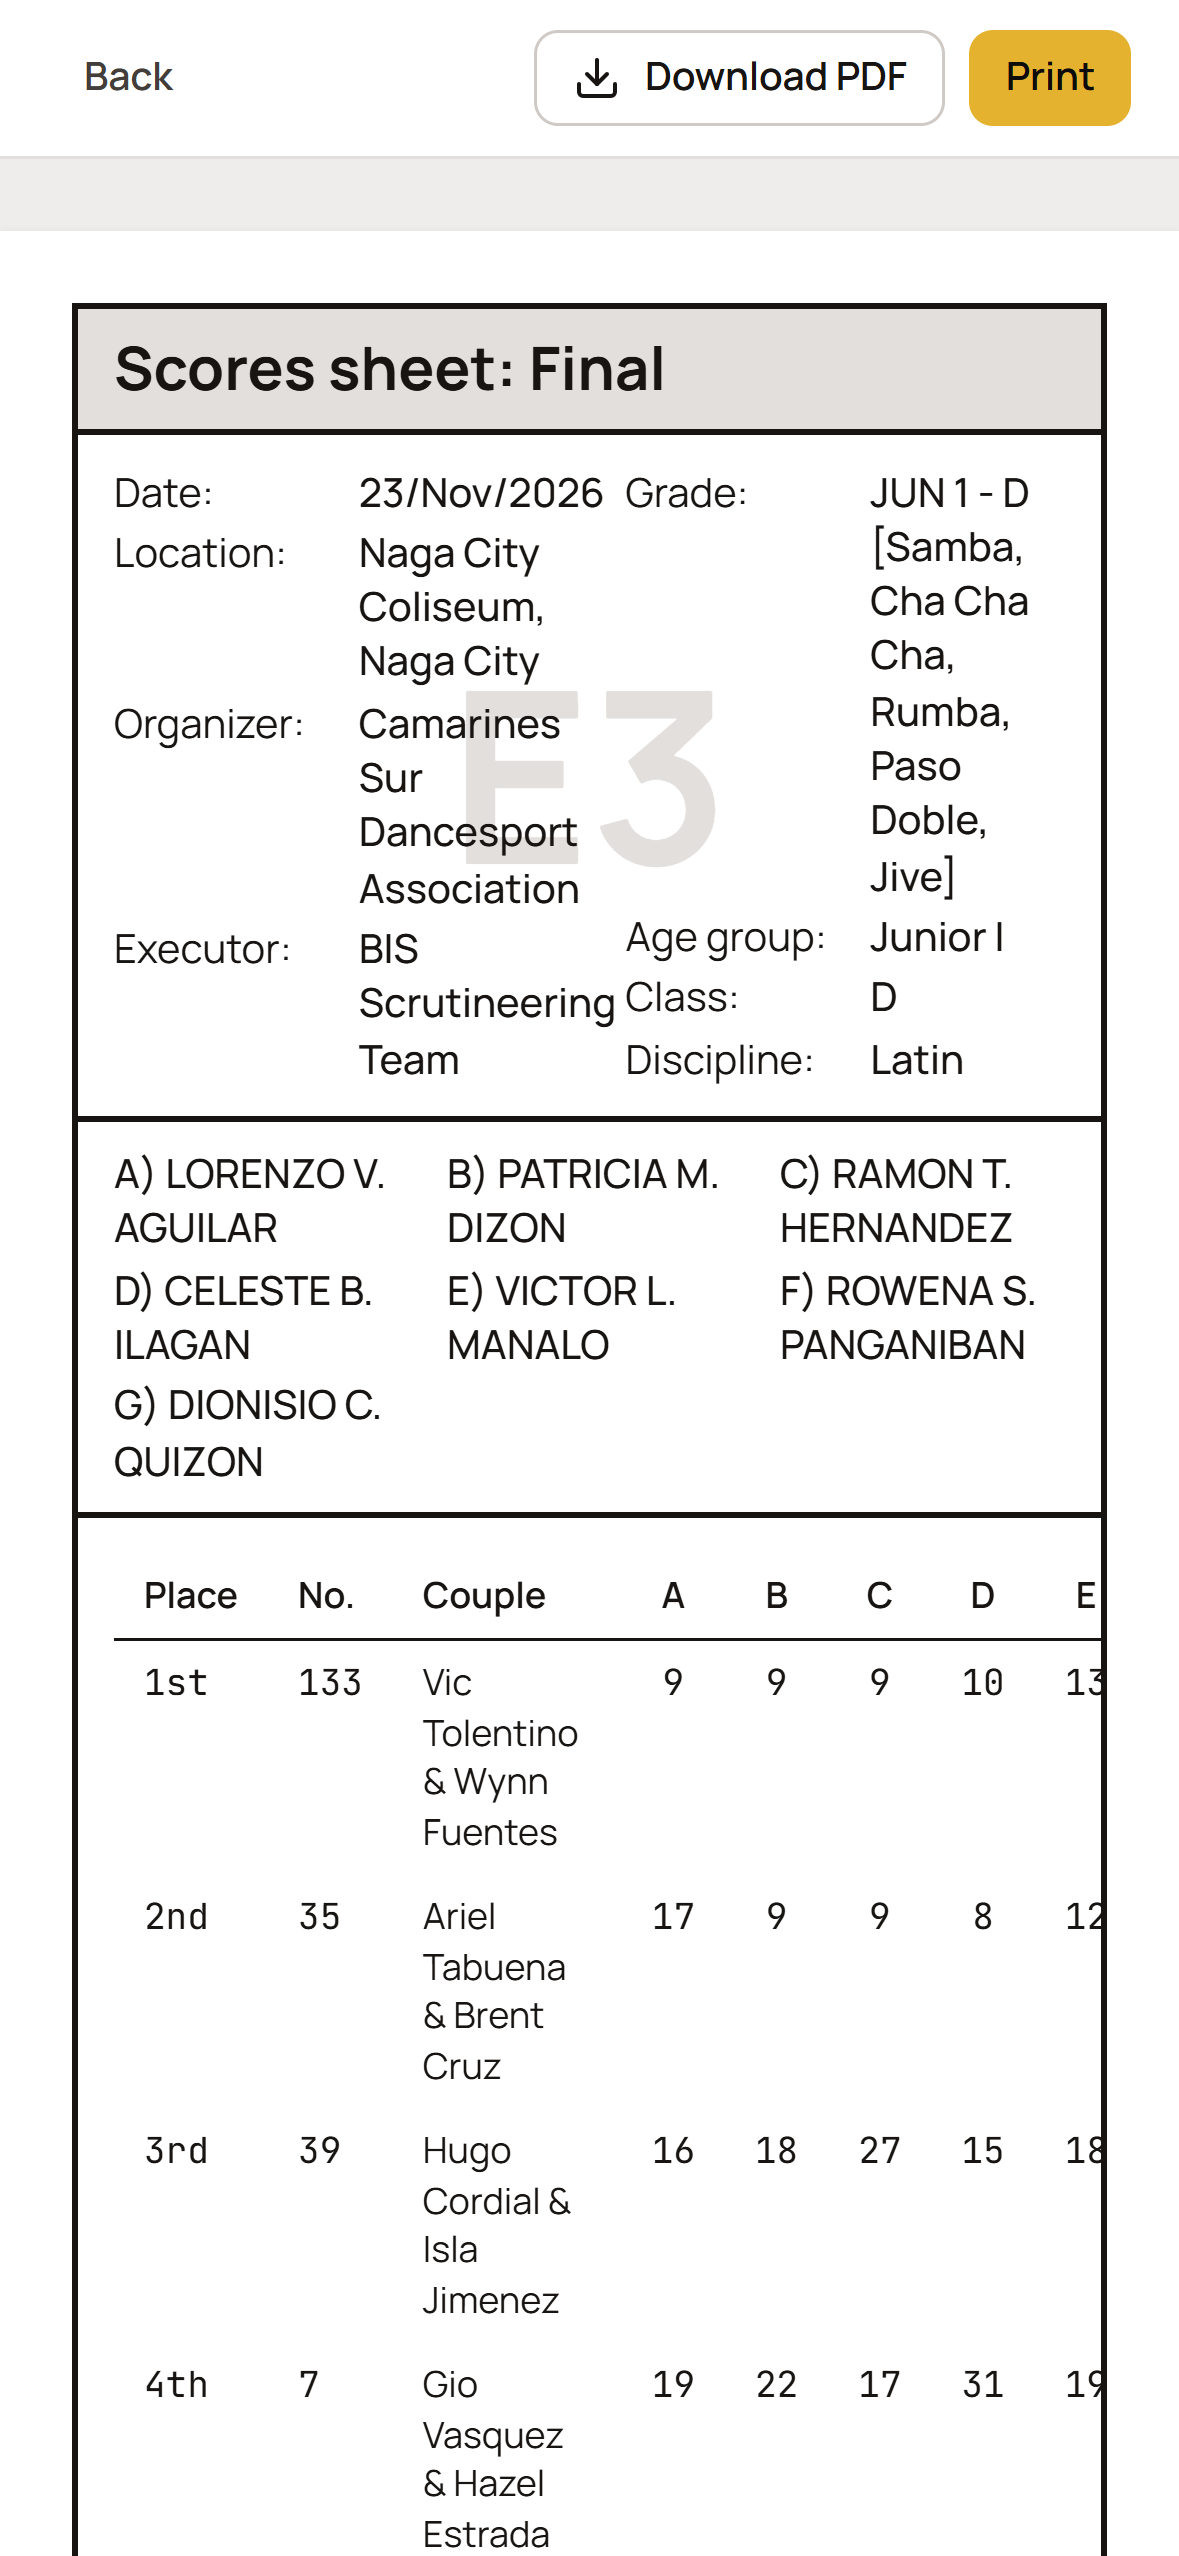 Back
Download PDF
Print
Scores sheet: Final
Date: 23/Nov/2026
Location: Naga City
Coliseum,
Naga City
Organizer: Camarines
Sur
Dancesport
Association
Executor: BIS
Scrutineering
Team
Grade: JUN 1 - D
[Samba,
Cha Cha
Cha,
Rumba,
Paso
Doble,
Jive]
Age group: Junior I
Class: D
Discipline: Latin
E3
A) LORENZO V.
AGUILAR
B) PATRICIA M.
DIZON
C) RAMON T.
HERNANDEZ
D) CELESTE B.
ILAGAN
E) VICTOR L.
MANALO
F) ROWENA S.
PANGANIBAN
G) DIONISIO C.
QUIZON
Place No. Couple A B C D E
1st 133 Vic 9 9 9 10 13
Tolentino
& Wynn
Fuentes
2nd 35 Ariel 17 9 9 8 12
Tabuena
& Brent
Cruz
3rd 39 Hugo 16 18 27 15 18
Cordial &
Isla
Jimenez
4th 7 Gio 19 22 17 31 19
Vasquez
& Hazel
Estrada